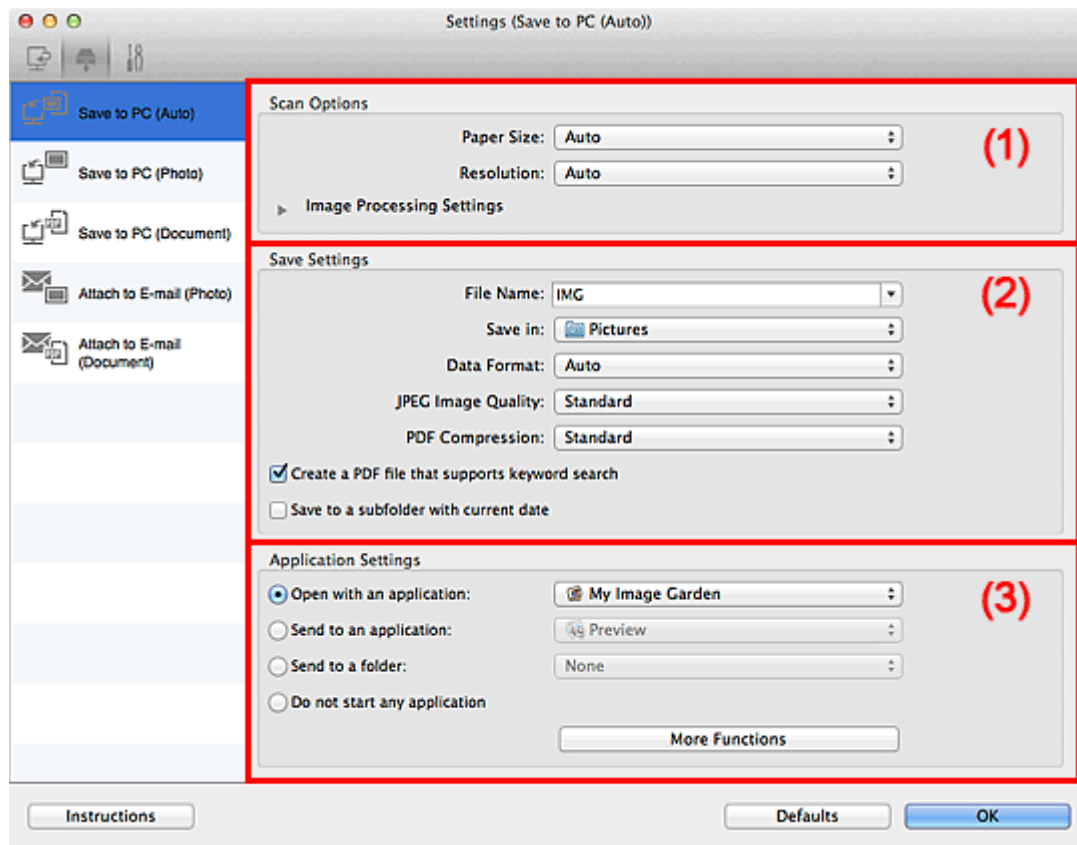 Settings (Save to PC (Auto))
Save to PC (Auto)
Save to PC (Photo)
Save to PC (Document)
Attach to E-mail (Photo)
Attach to E-mail
(Document)
Scan Options
(1)
Paper Size: Auto
Resolution: Auto
Image Processing Settings
Save Settings
(2)
File Name: IMG
Save in: Pictures
Data Format: Auto
JPEG Image Quality: Standard
PDF Compression: Standard
Create a PDF file that supports keyword search
Save to a subfolder with current date
Application Settings
(3)
Open with an application: My Image Garden
Send to an application: Preview
Send to a folder: None
Do not start any application
More Functions
Instructions
Defaults
OK